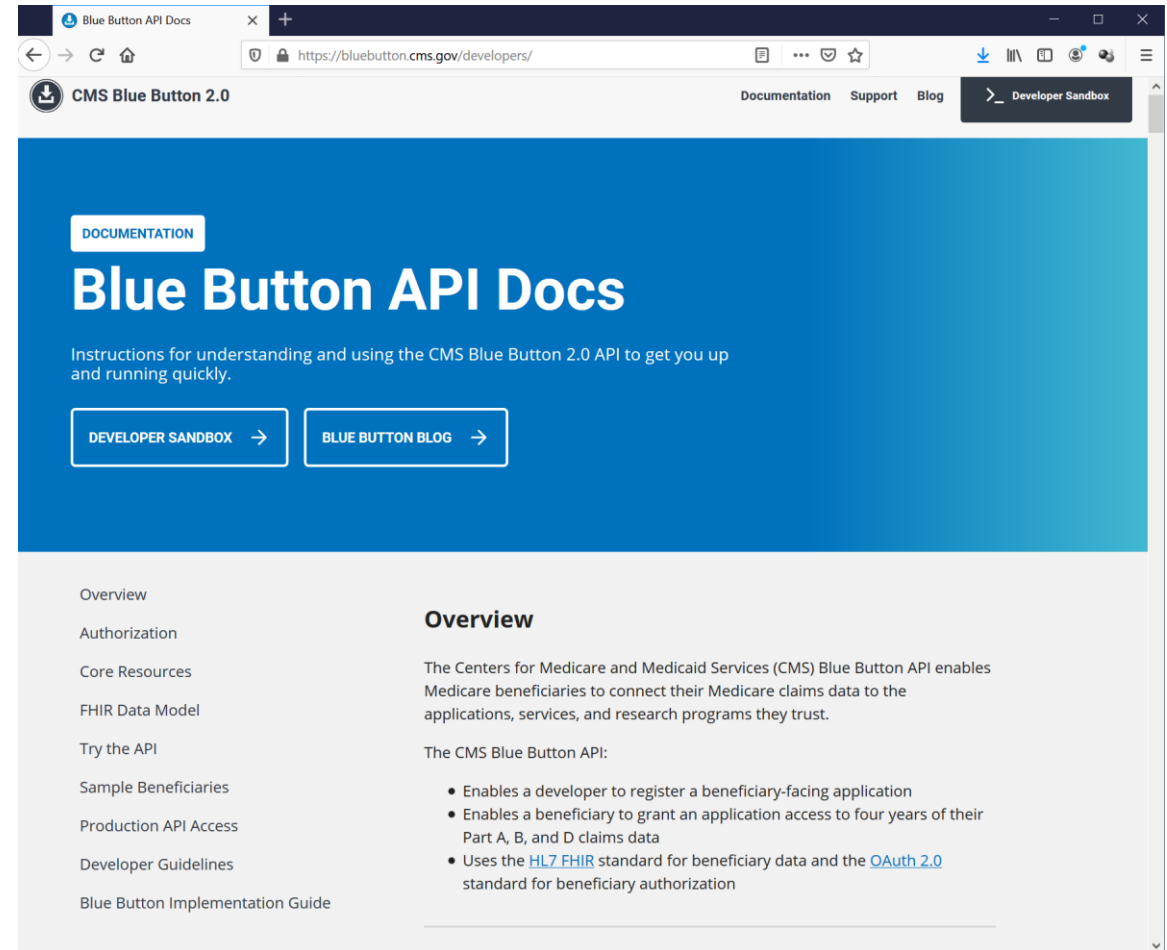 Blue Button API Docs
https://bluebutton.cms.gov/developers/
CMS Blue Button 2.0
Documentation Support Blog >_ Developer Sandbox
DOCUMENTATION
Blue Button API Docs
Instructions for understanding and using the CMS Blue Button 2.0 API to get you up
and running quickly.
DEVELOPER SANDBOX →
BLUE BUTTON BLOG →
Overview
Authorization
Core Resources
FHIR Data Model
Try the API
Sample Beneficiaries
Production API Access
Developer Guidelines
Blue Button Implementation Guide
Overview
The Centers for Medicare and Medicaid Services (CMS) Blue Button API enables
Medicare beneficiaries to connect their Medicare claims data to the
applications, services, and research programs they trust.
The CMS Blue Button API:
• Enables a developer to register a beneficiary-facing application
• Enables a beneficiary to grant an application access to four years of their
Part A, B, and D claims data
• Uses the HL7 FHIR standard for beneficiary data and the OAuth 2.0
standard for beneficiary authorization